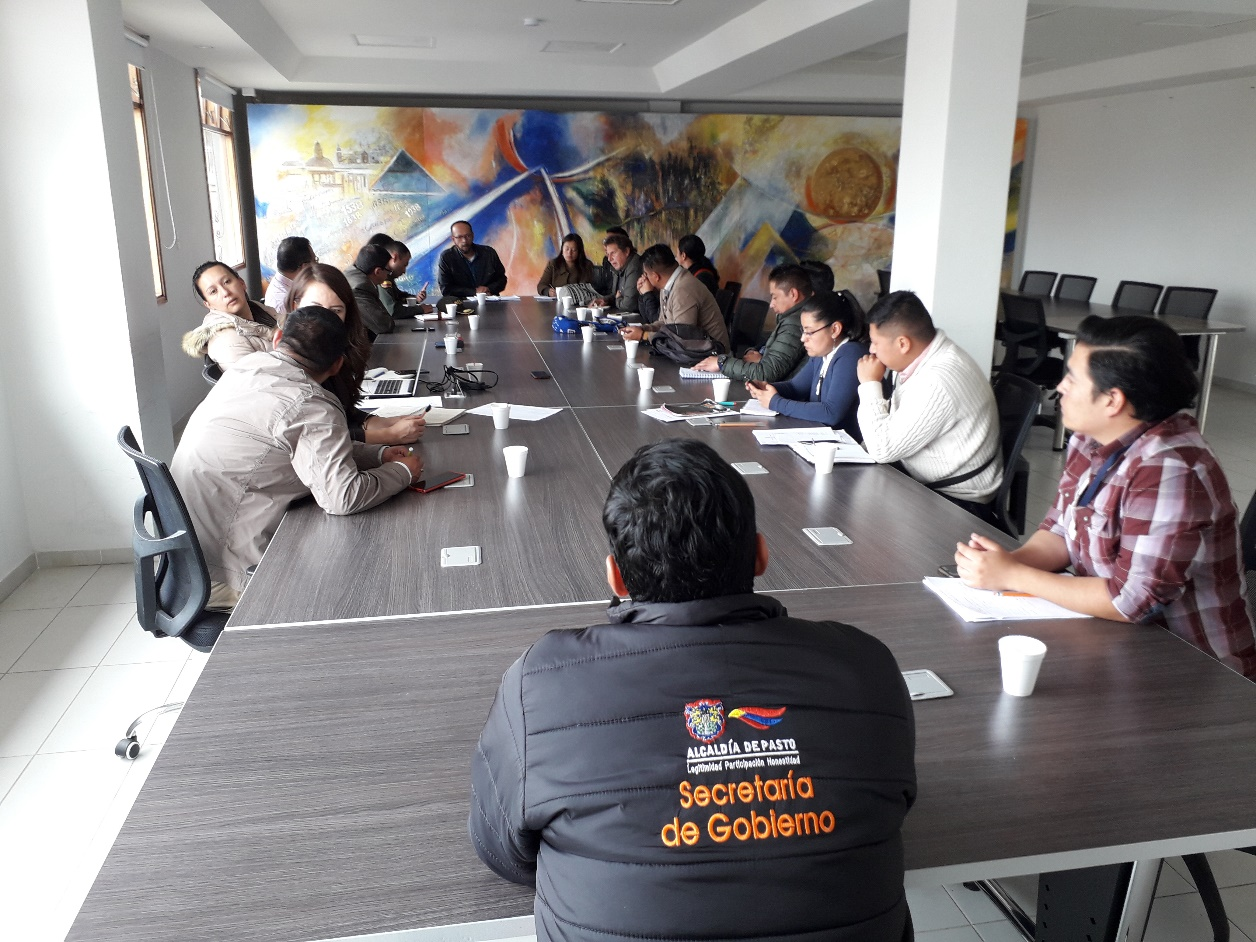 ALCALDÍA DE PASTO
Legitimidad Participación Honestidad
Secretaría
de Gobierno